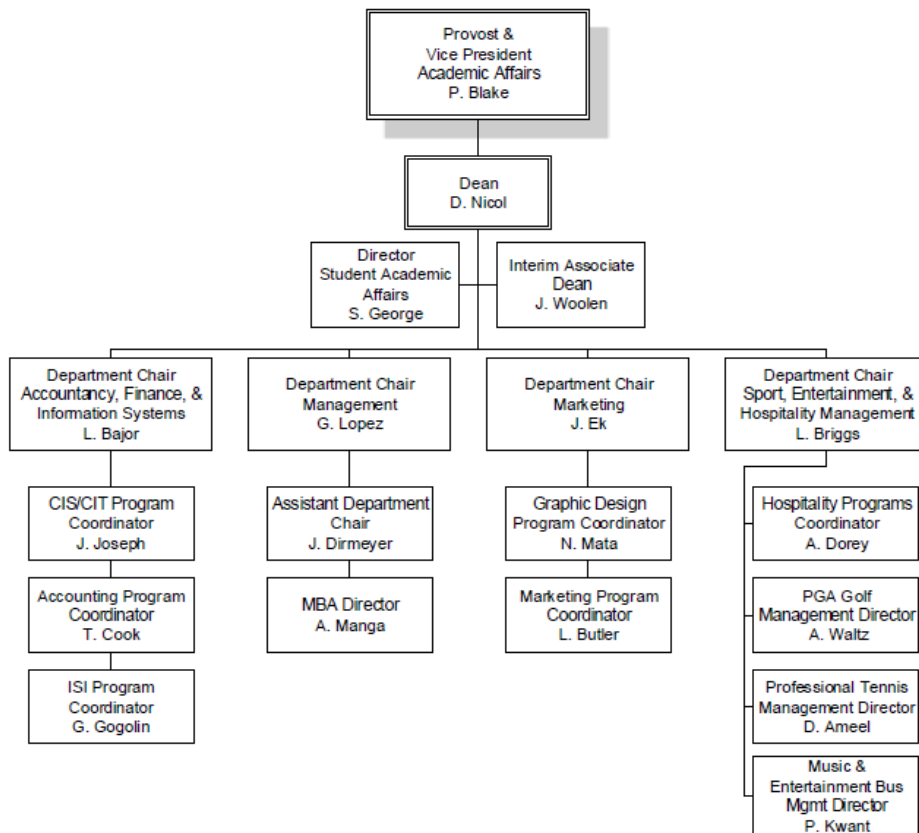 Provost &
Vice President
Academic Affairs
P. Blake
Dean
D. Nicol
Director
Student Academic
Affairs
S. George
Interim Associate
Dean
J. Woolen
Department Chair
Accountancy, Finance, &
Information Systems
L. Bajor
Department Chair
Management
G. Lopez
Department Chair
Marketing
J. Ek
Department Chair
Sport, Entertainment, &
Hospitality Management
L. Briggs
CIS/CIT Program
Coordinator
J. Joseph
Assistant Department
Chair
J. Dirmeyer
Graphic Design
Program Coordinator
N. Mata
Hospitality Programs
Coordinator
A. Dorey
Accounting Program
Coordinator
T. Cook
MBA Director
A. Manga
Marketing Program
Coordinator
L. Butler
PGA Golf
Management Director
A. Waltz
ISI Program
Coordinator
G. Gogolin
Professional Tennis
Management Director
D. Ameel
Music &
Entertainment Bus
Mgmt Director
P. Kwant